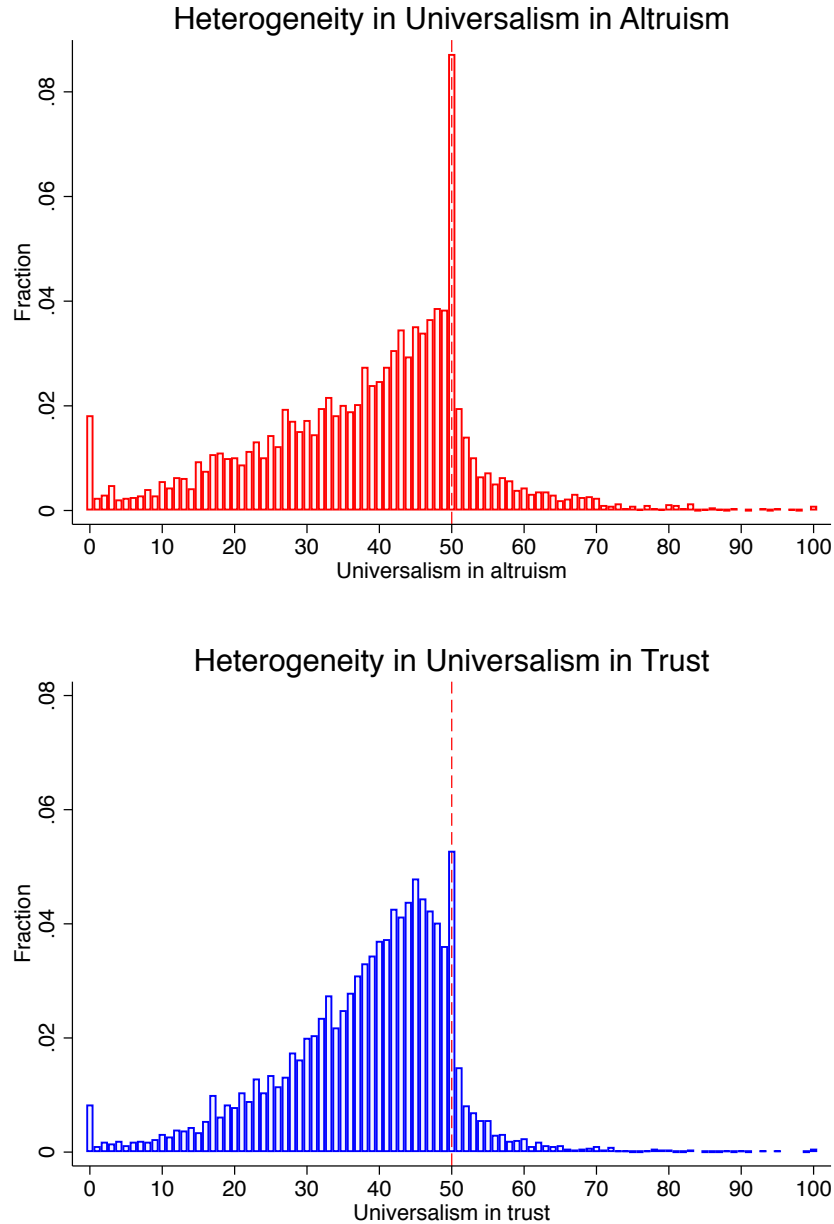 Heterogeneity in Universalism in Altruism
.08
.06
.04
.02
0
Fraction
0 10 20 30 40 50 60 70 80 90 100
Universalism in altruism
Heterogeneity in Universalism in Trust
.08
.06
.04
.02
0
Fraction
0 10 20 30 40 50 60 70 80 90 100
Universalism in trust